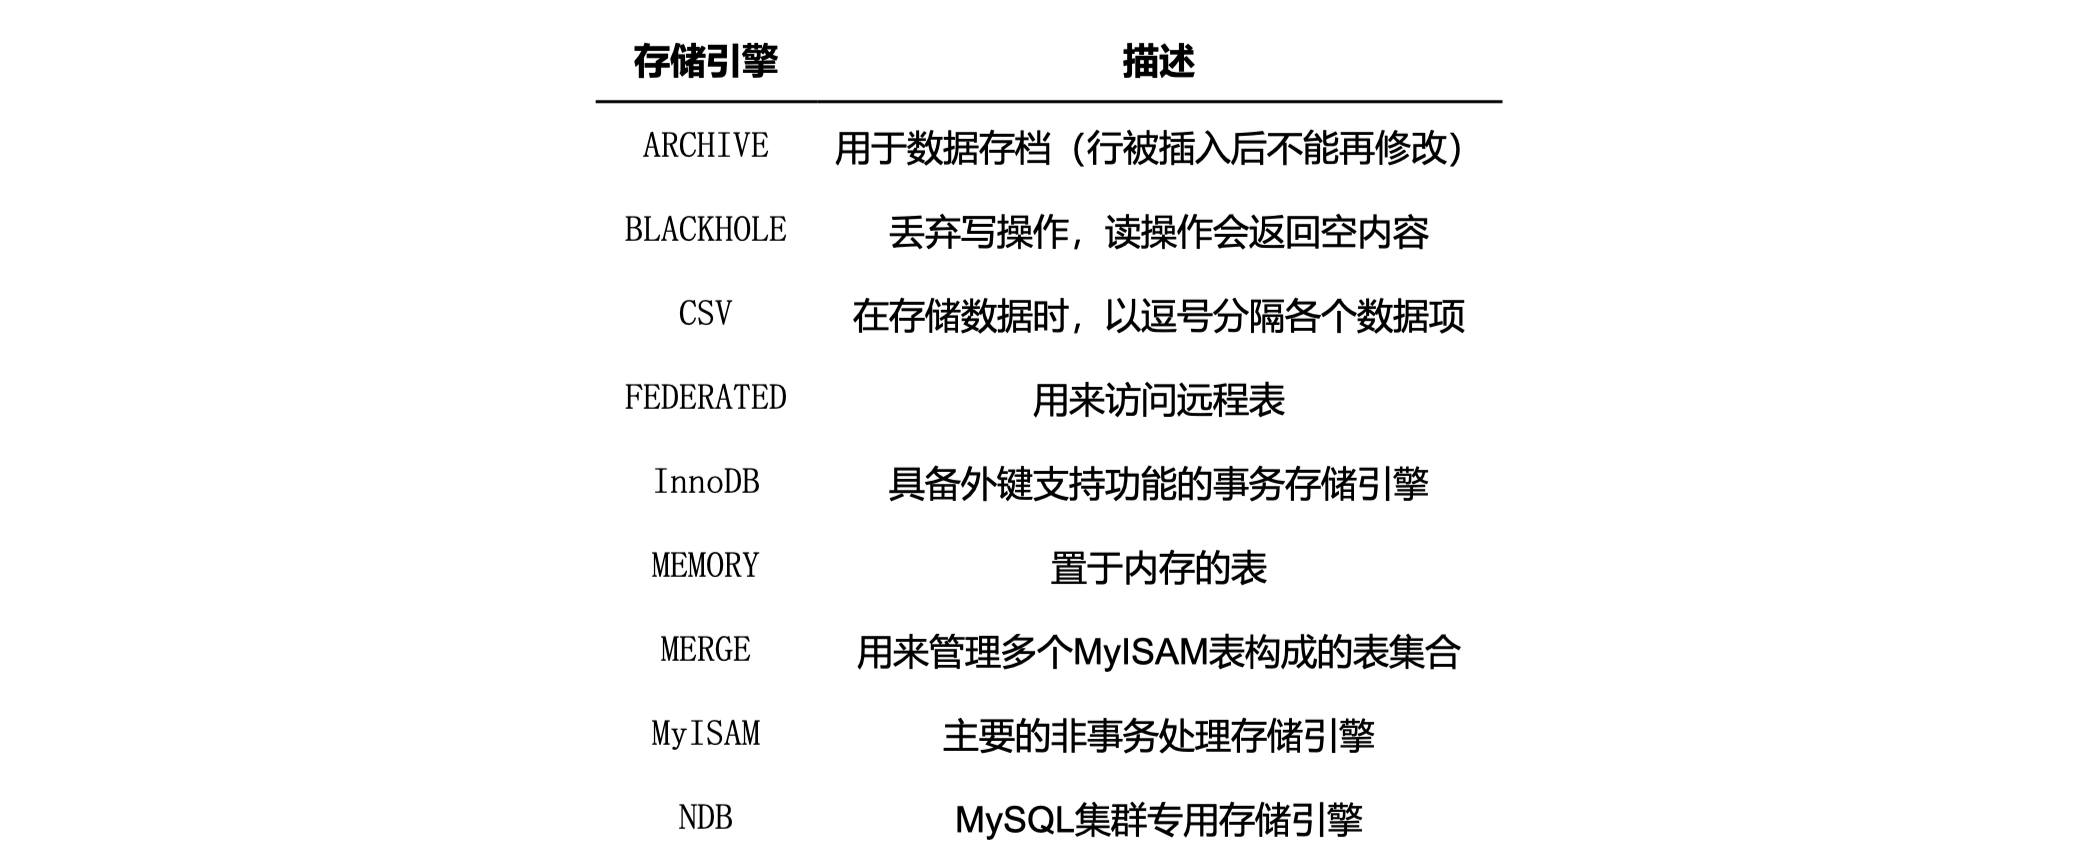 存储引擎 描述
ARCHIVE 用于数据存档（行被插入后不能再修改）
BLACKHOLE 丢弃写操作，读操作会返回空内容
CSV 在存储数据时，以逗号分隔各个数据项
FEDERATED 用来访问远程表
InnoDB 具备外键支持功能的事务存储引擎
MEMORY 置于内存的表
MERGE 用来管理多个MyISAM表构成的表集合
MyISAM 主要的非事务处理存储引擎
NDB MySQL集群专用存储引擎